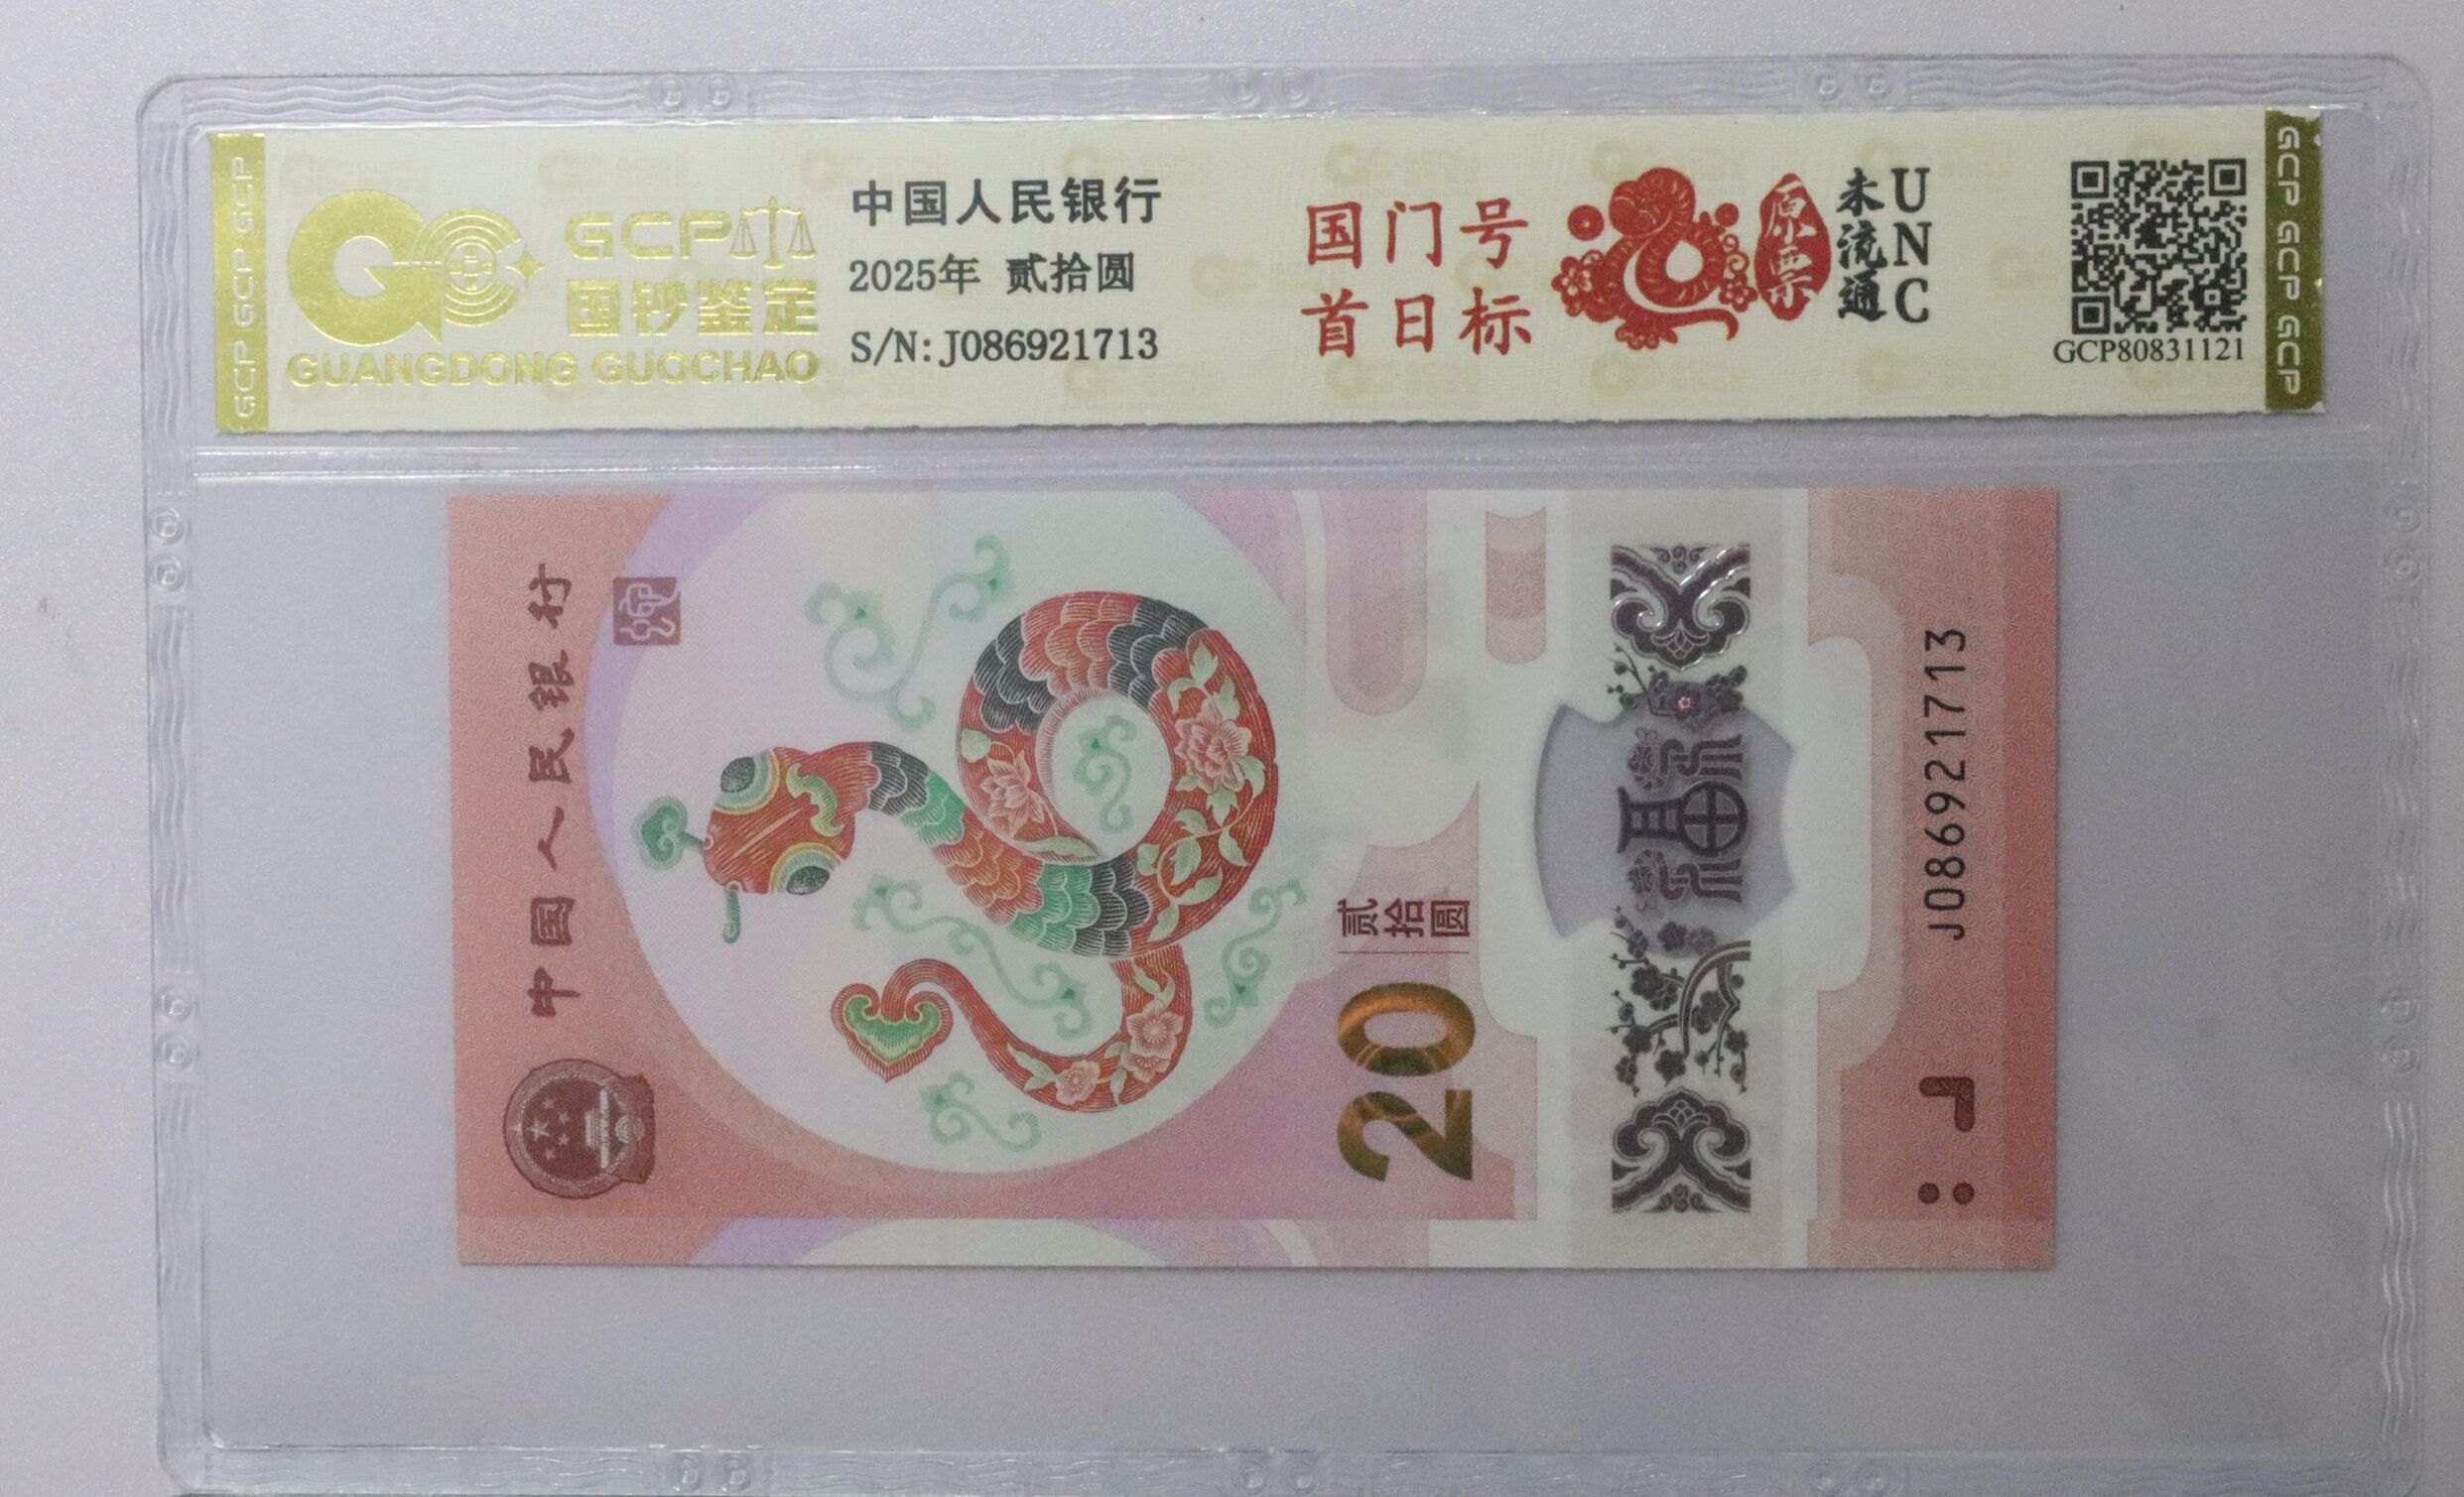 GCP GCP GCP
GCP
国钞鉴定
GUANGDONG GUOCHAO
中国人民银行
2025年 贰拾圆
S/N: J086921713
国门号
首日标
原票
未流通
UNC
GCP80831121
GCP GCP GCP
中国人民银行
20
贰拾圆
福
J086921713